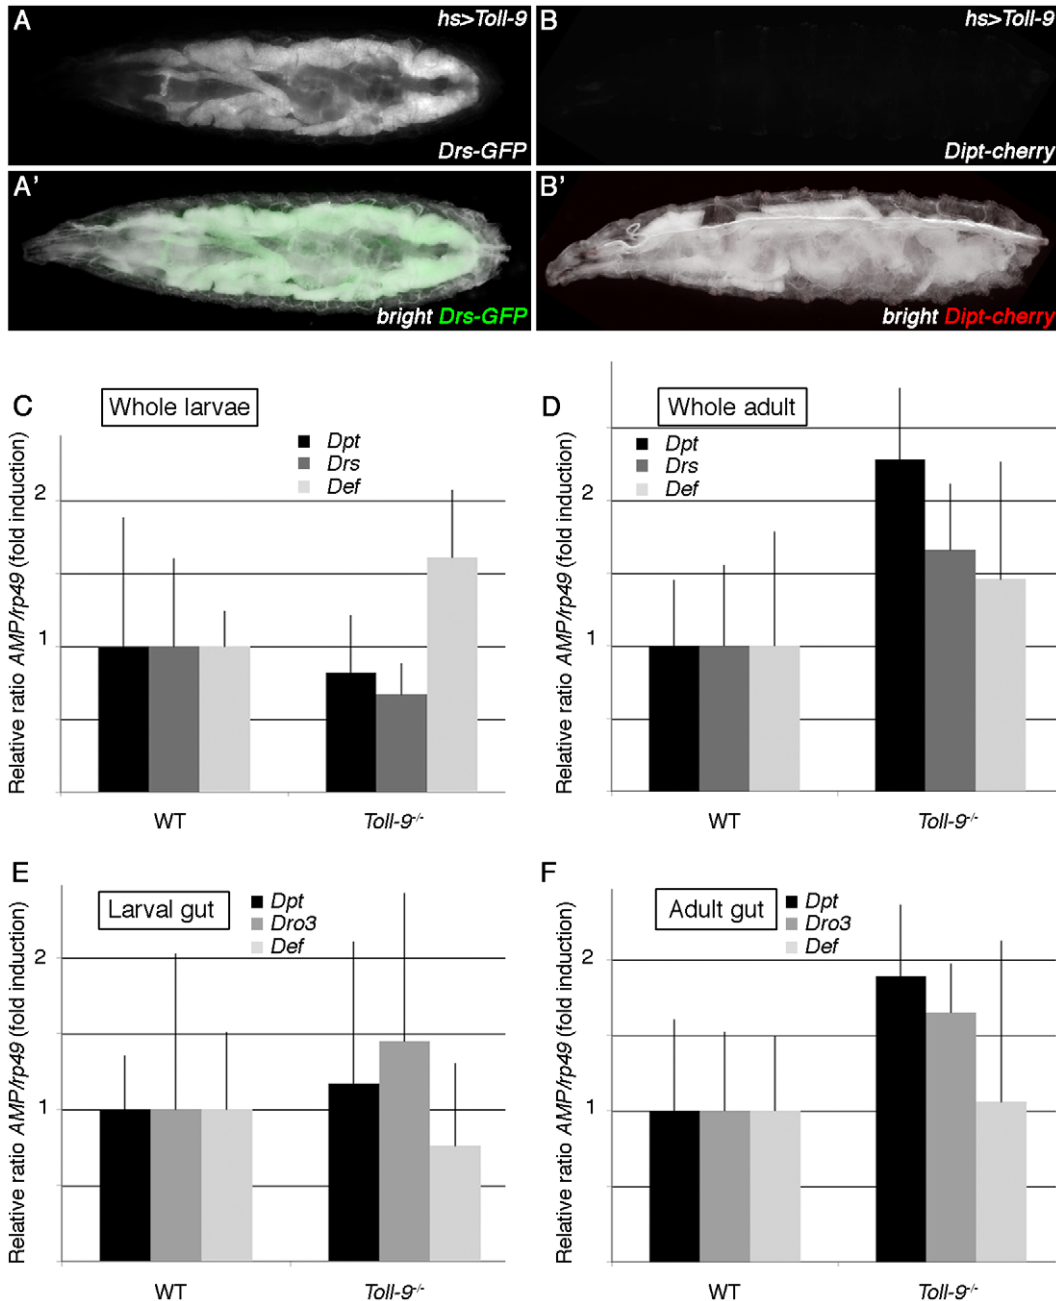 A
hs>Toll-9
Drs-GFP
B
hs>Toll-9
Dipt-cherry
A'
bright Drs-GFP
B'
bright Dipt-cherry
C
Whole larvae
Dpt
Drs
Def
Relative ratio AMP/rp49 (fold induction)
2
1
WT
Toll-9-/-
D
Whole adult
Dpt
Drs
Def
Relative ratio AMP/rp49 (fold induction)
2
1
WT
Toll-9-/-
E
Larval gut
Dpt
Dro3
Def
Relative ratio AMP/rp49 (fold induction)
2
1
WT
Toll-9-/-
F
Adult gut
Dpt
Dro3
Def
Relative ratio AMP/rp49 (fold induction)
2
1
WT
Toll-9-/-